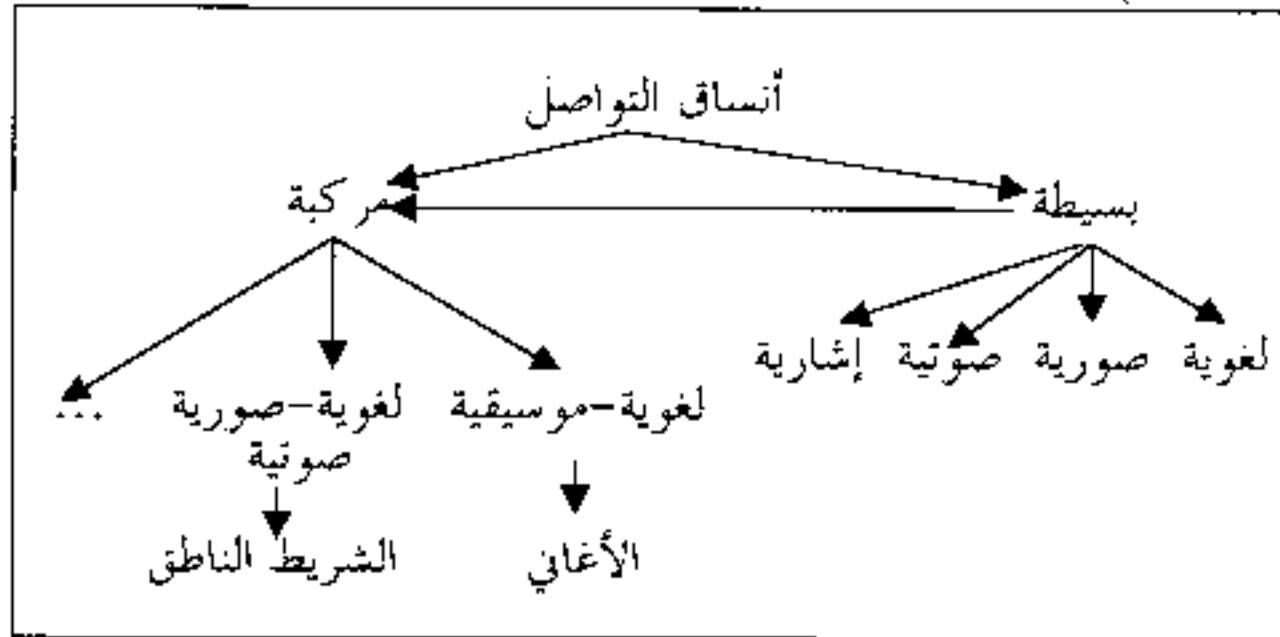 أنساق التواصل
بسيطة مركبة
لغوية صورية صوتية إشارية
لغوية-موسيقية لغوية-صورية ...
صوتية
الأغاني الشريط الناطق